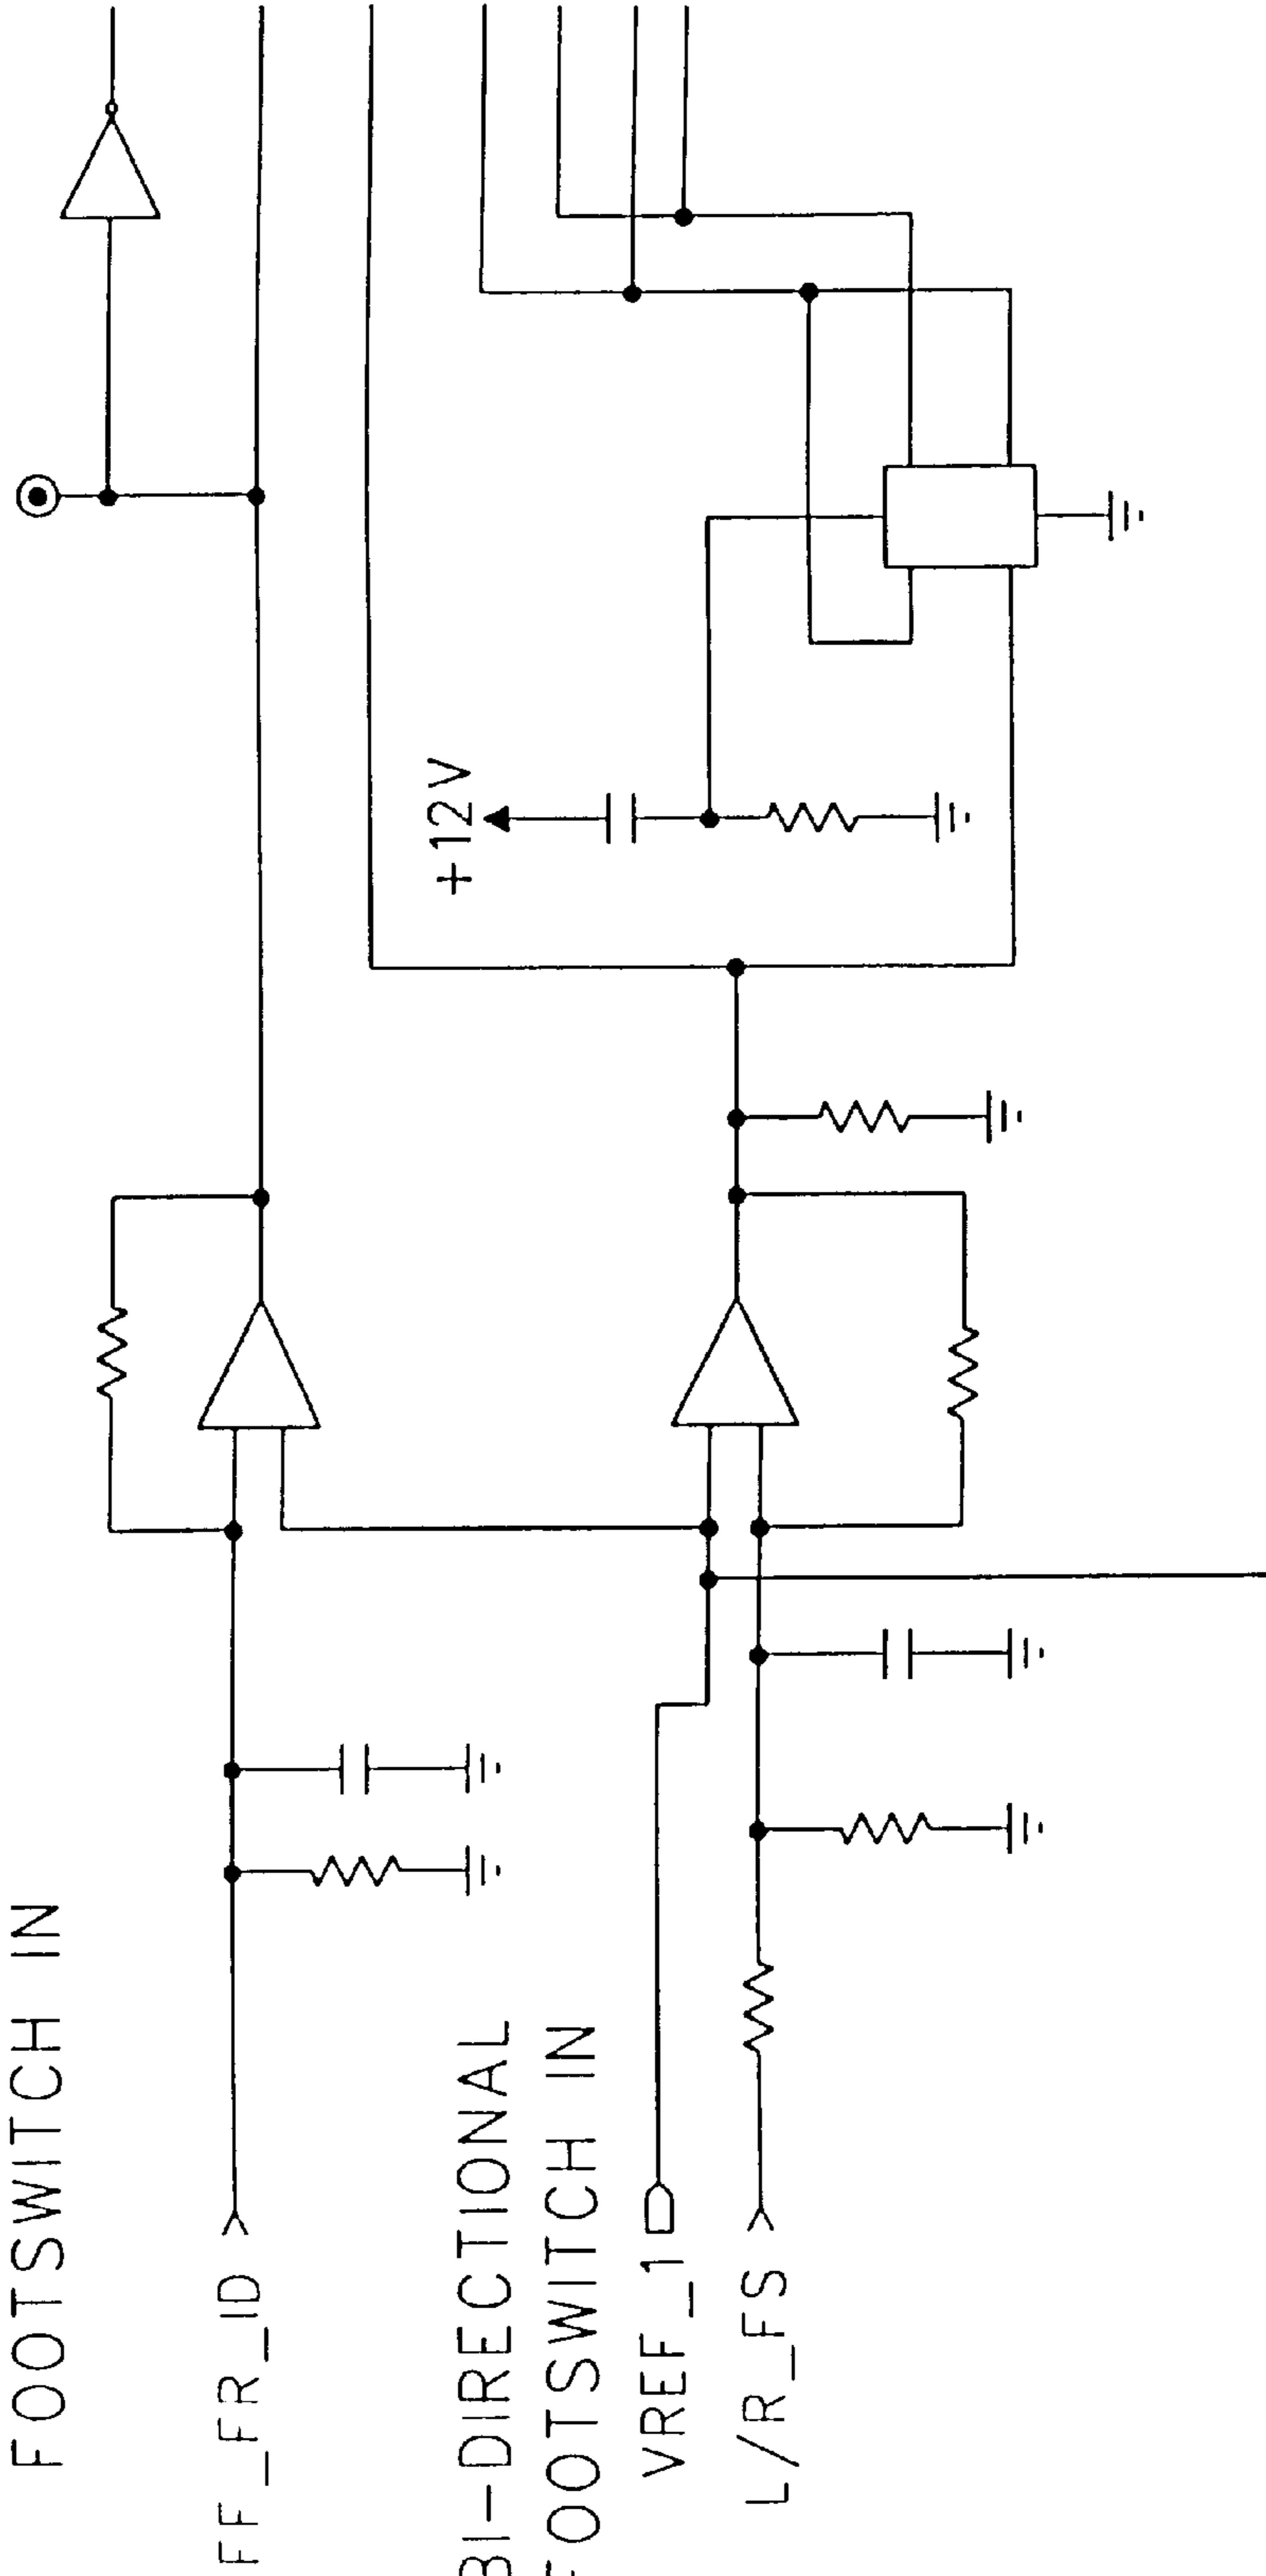 FOOTSWITCH IN
FF_FR_ID
BI-DIRECTIONAL
FOOTSWITCH IN
VREF_1
L/R_FS
+12V